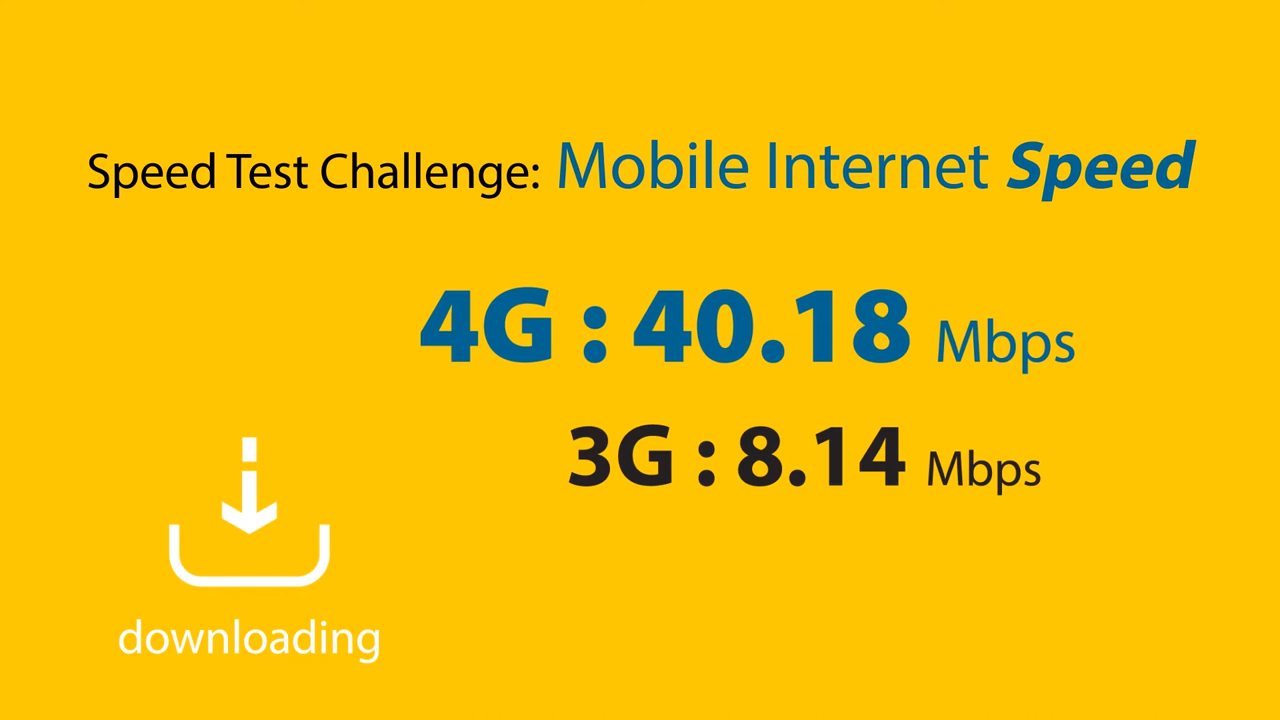 Speed Test Challenge: Mobile Internet Speed
4G : 40.18 Mbps
3G : 8.14 Mbps
downloading